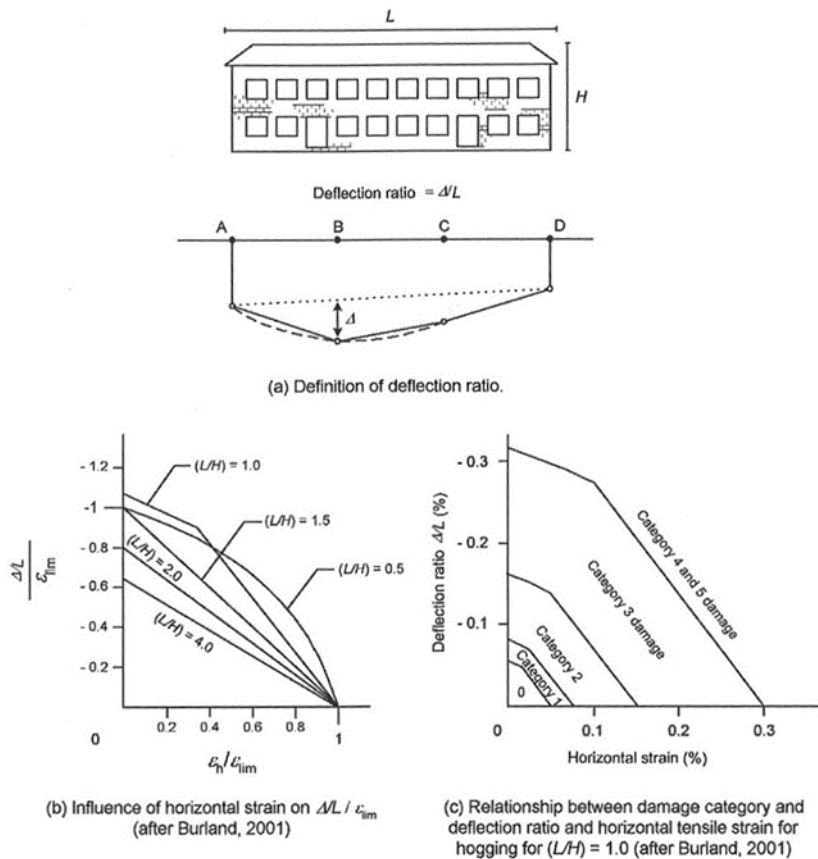 L
H
Deflection ratio = Δ/L
A B C D
Δ
(a) Definition of deflection ratio.
Δ/L
ε_lim
- 1.2
- 1
- 0.8
- 0.6
- 0.4
- 0.2
0
0.2 0.4 0.6 0.8 1
ε_h/ε_lim
(L/H) = 1.0
(L/H) = 1.5
(L/H) = 0.5
(L/H) = 2.0
(L/H) = 4.0
(b) Influence of horizontal strain on Δ/L / ε_lim
(after Burland, 2001)
Deflection ratio Δ/L (%)
- 0.3
- 0.2
- 0.1
0
0.1 0.2 0.3
Horizontal strain (%)
0
Category 1
Category 2
Category 3 damage
Category 4 and 5 damage
(c) Relationship between damage category and
deflection ratio and horizontal tensile strain for
hogging for (L/H) = 1.0 (after Burland, 2001)